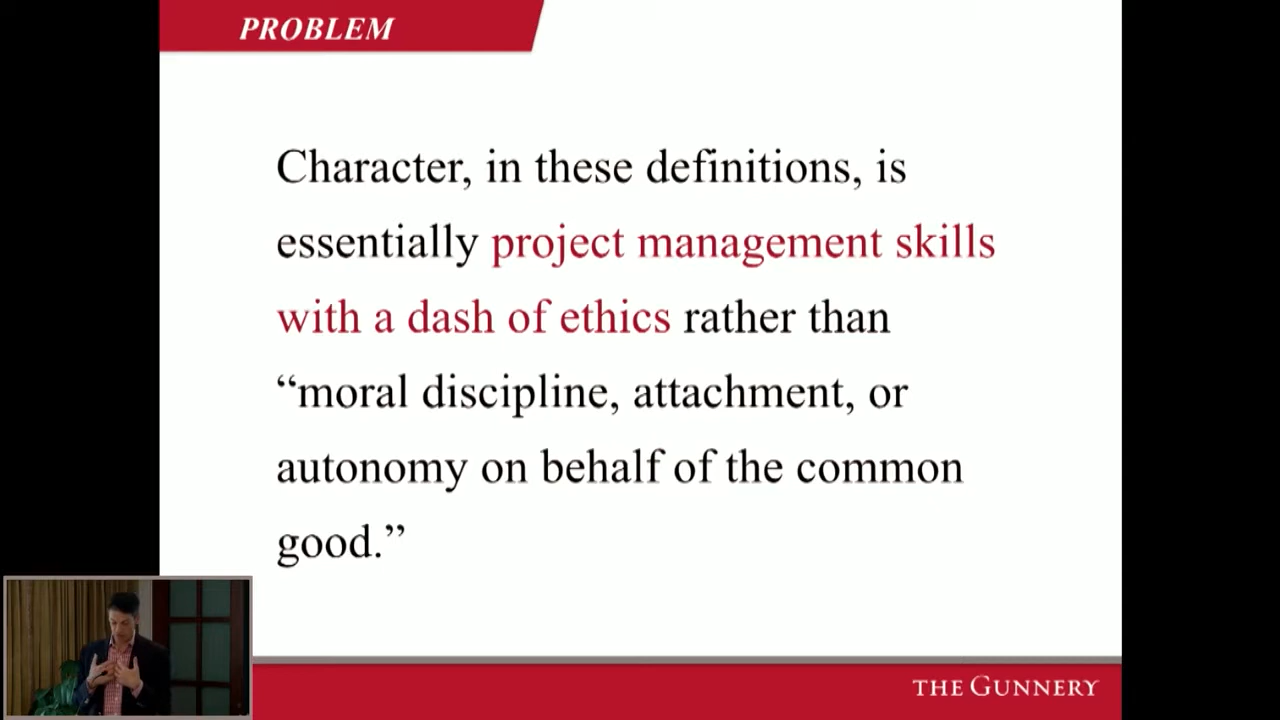 PROBLEM
Character, in these definitions, is
essentially project management skills
with a dash of ethics rather than
“moral discipline, attachment, or
autonomy on behalf of the common
good.”
THE GUNNERY